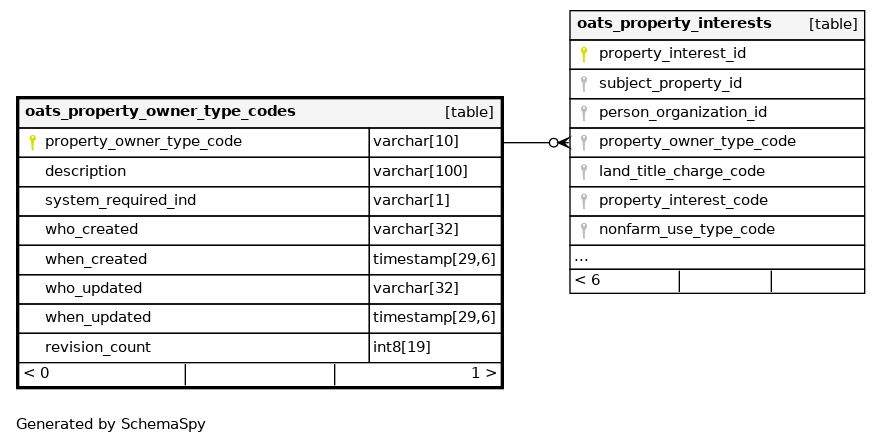 oats_property_owner_type_codes [table]
property_owner_type_code varchar[10]
description varchar[100]
system_required_ind varchar[1]
who_created varchar[32]
when_created timestamp[29,6]
who_updated varchar[32]
when_updated timestamp[29,6]
revision_count int8[19]
< 0 1 >
oats_property_interests [table]
property_interest_id
subject_property_id
person_organization_id
property_owner_type_code
land_title_charge_code
property_interest_code
nonfarm_use_type_code
...
< 6
Generated by SchemaSpy